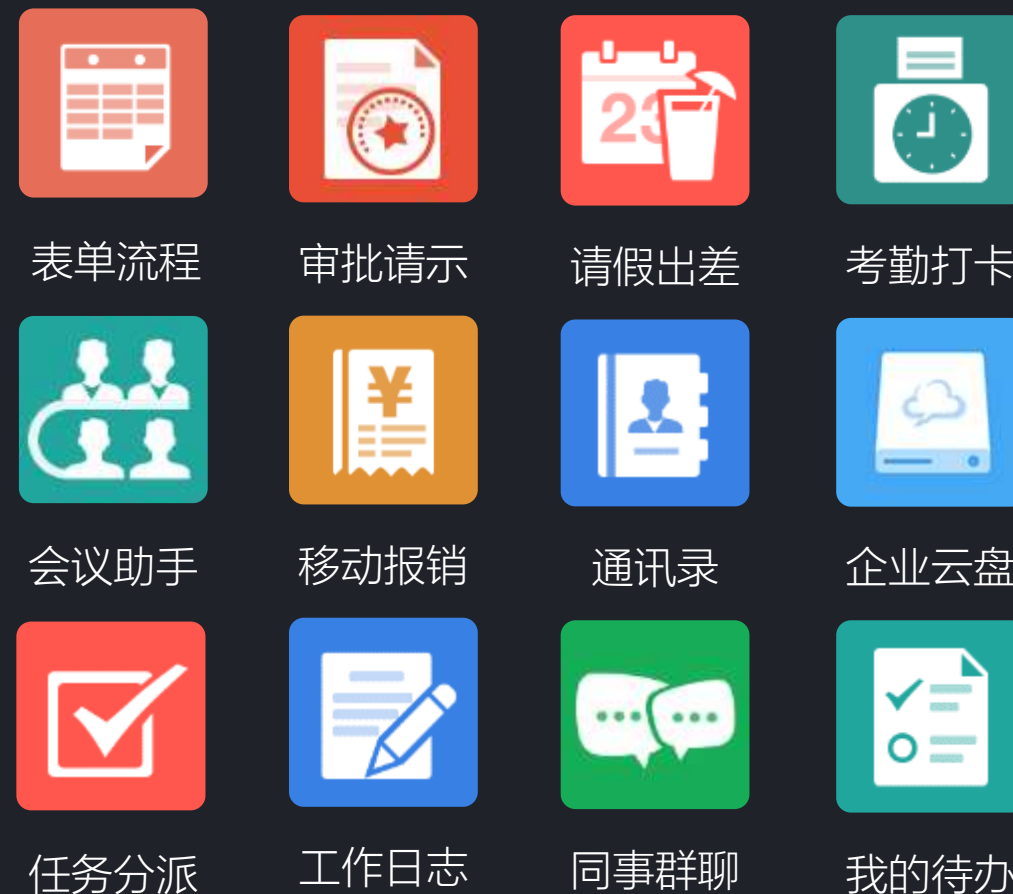 23
表单流程 审批请示 请假出差 考勤打卡
¥
会议助手 移动报销 通讯录 企业云盘
任务分派 工作日志 同事群聊 我的待办